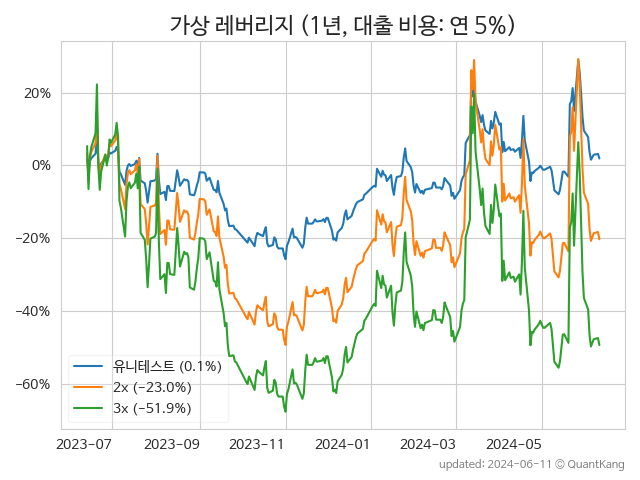 가상 레버리지 (1년, 대출 비용: 연 5%)
20%
0%
−20%
−40%
−60%
유니테스트 (0.1%)
2x (−23.0%)
3x (−51.9%)
2023-07 2023-09 2023-11 2024-01 2024-03 2024-05
updated: 2024-06-11 © QuantKang